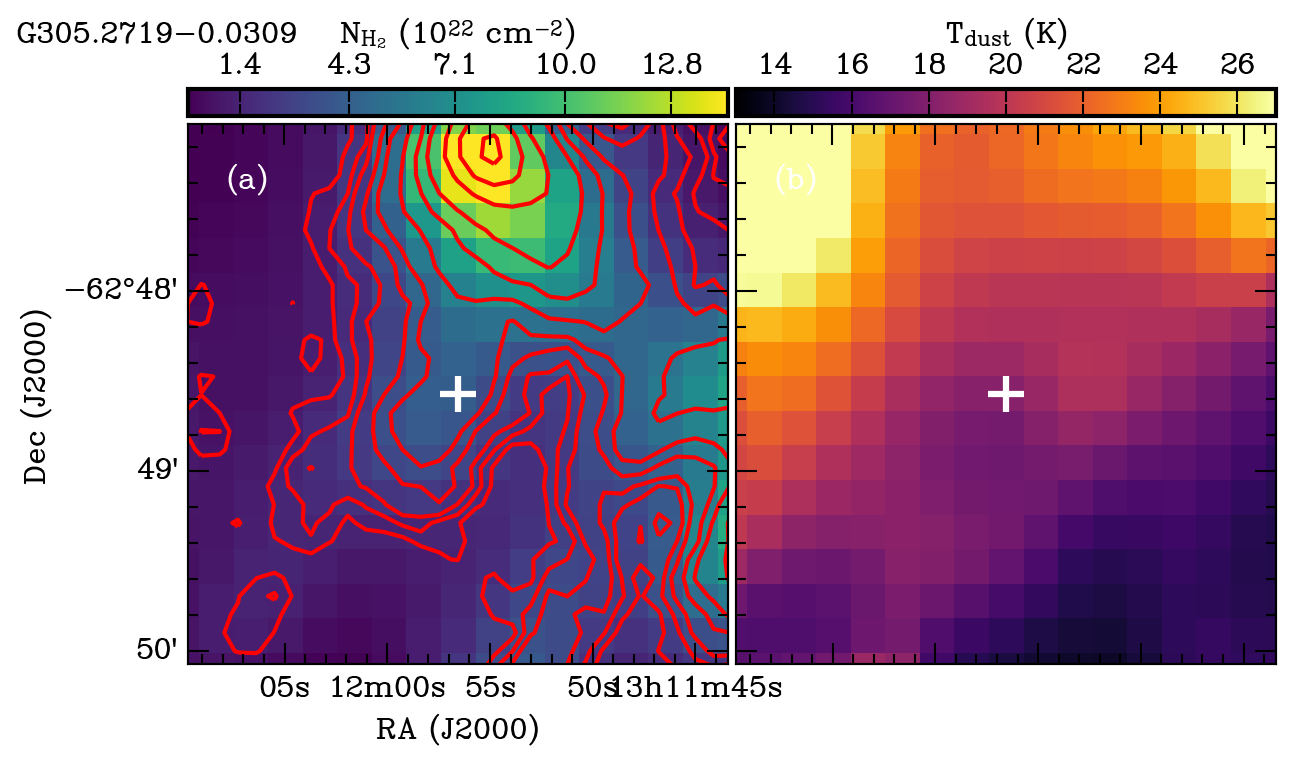 G305.2719−0.0309 N_H₂ (10²² cm⁻²) T_dust (K)
1.4 4.3 7.1 10.0 12.8 14 16 18 20 22 24 26
(a) (b)
−62°48'
49'
50'
Dec (J2000)
05s 12m00s 55s 50s 13h11m45s
RA (J2000)